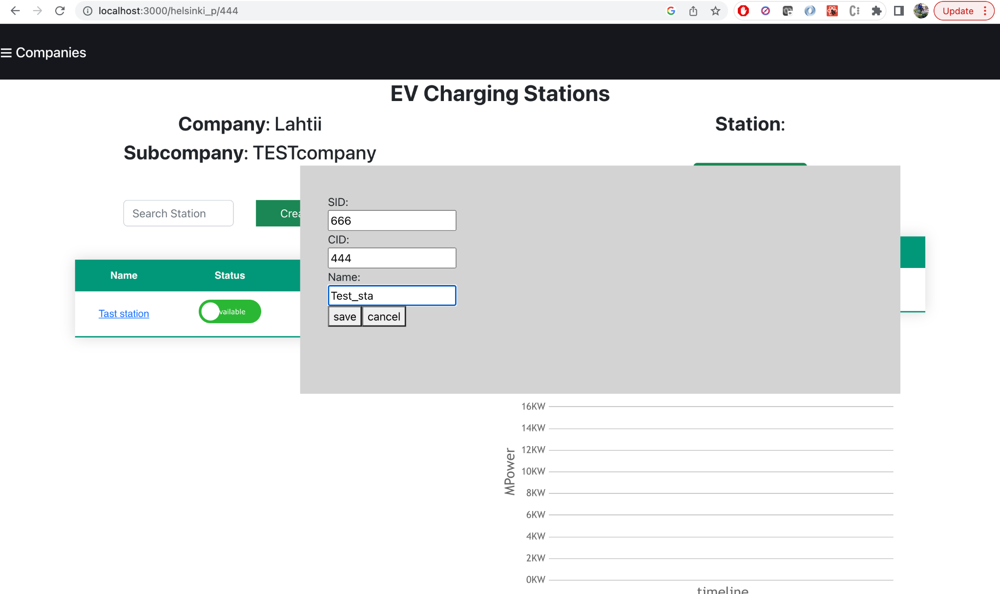 localhost:3000/helsinki_p/444
Update
Companies
EV Charging Stations
Company: Lahtii
Station:
Subcompany: TESTcompany
Search Station
Crea
SID:
666
CID:
444
Name:
Test_sta
save cancel
Name Status
Tast station
vailable
16KW
14KW
12KW
10KW
8KW
6KW
4KW
2KW
0KW
MPower
timeline